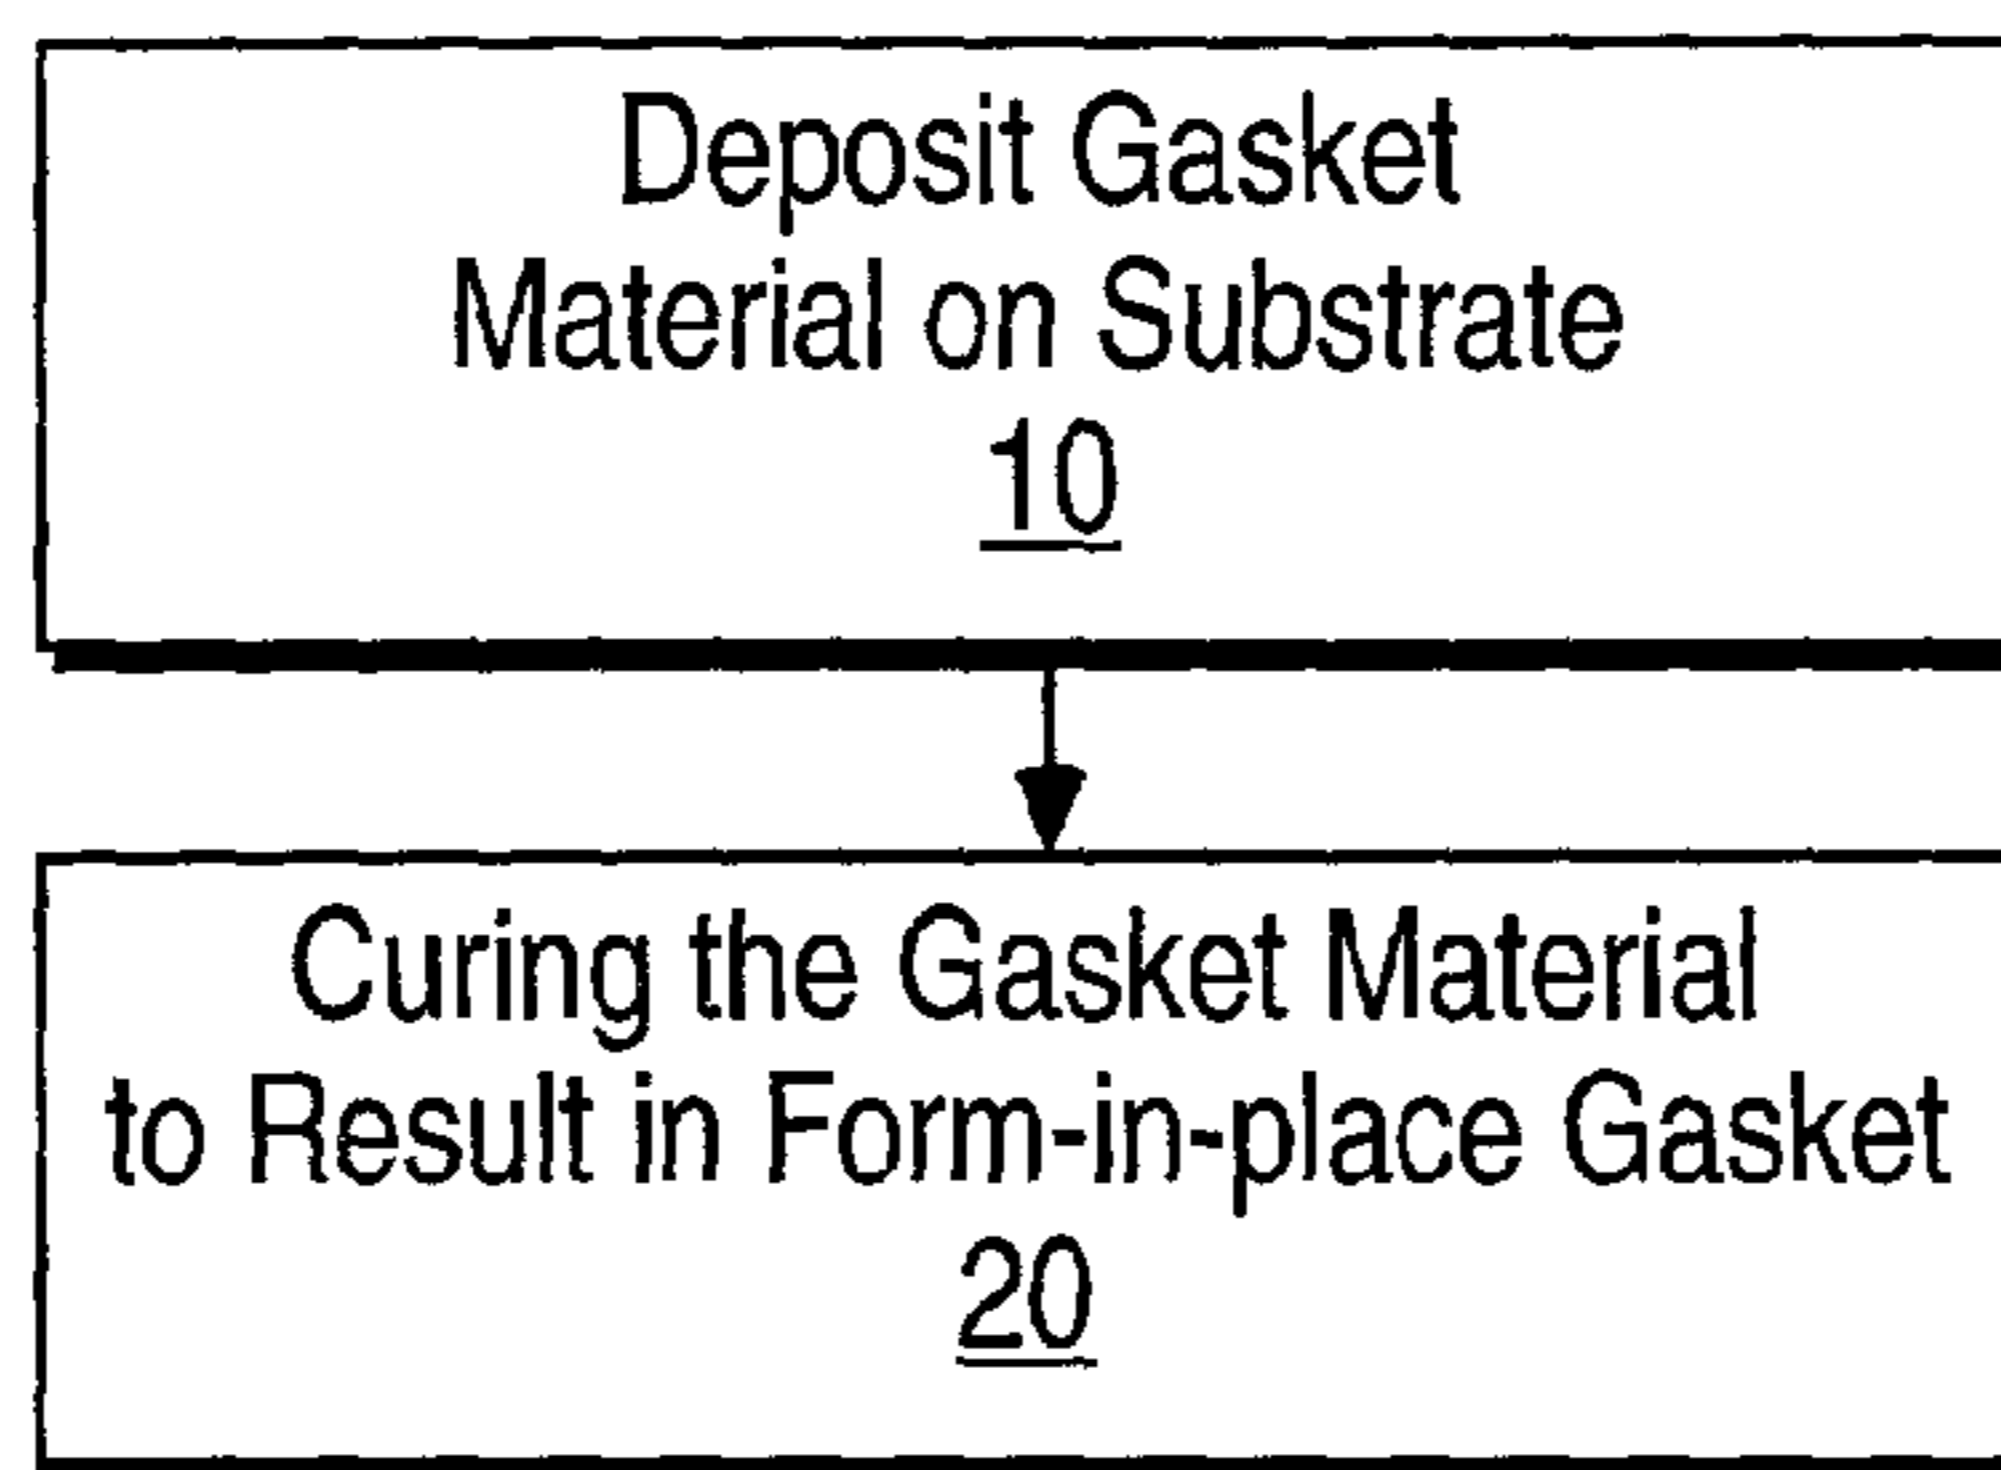 Deposit Gasket
Material on Substrate
10
Curing the Gasket Material
to Result in Form-in-place Gasket
20